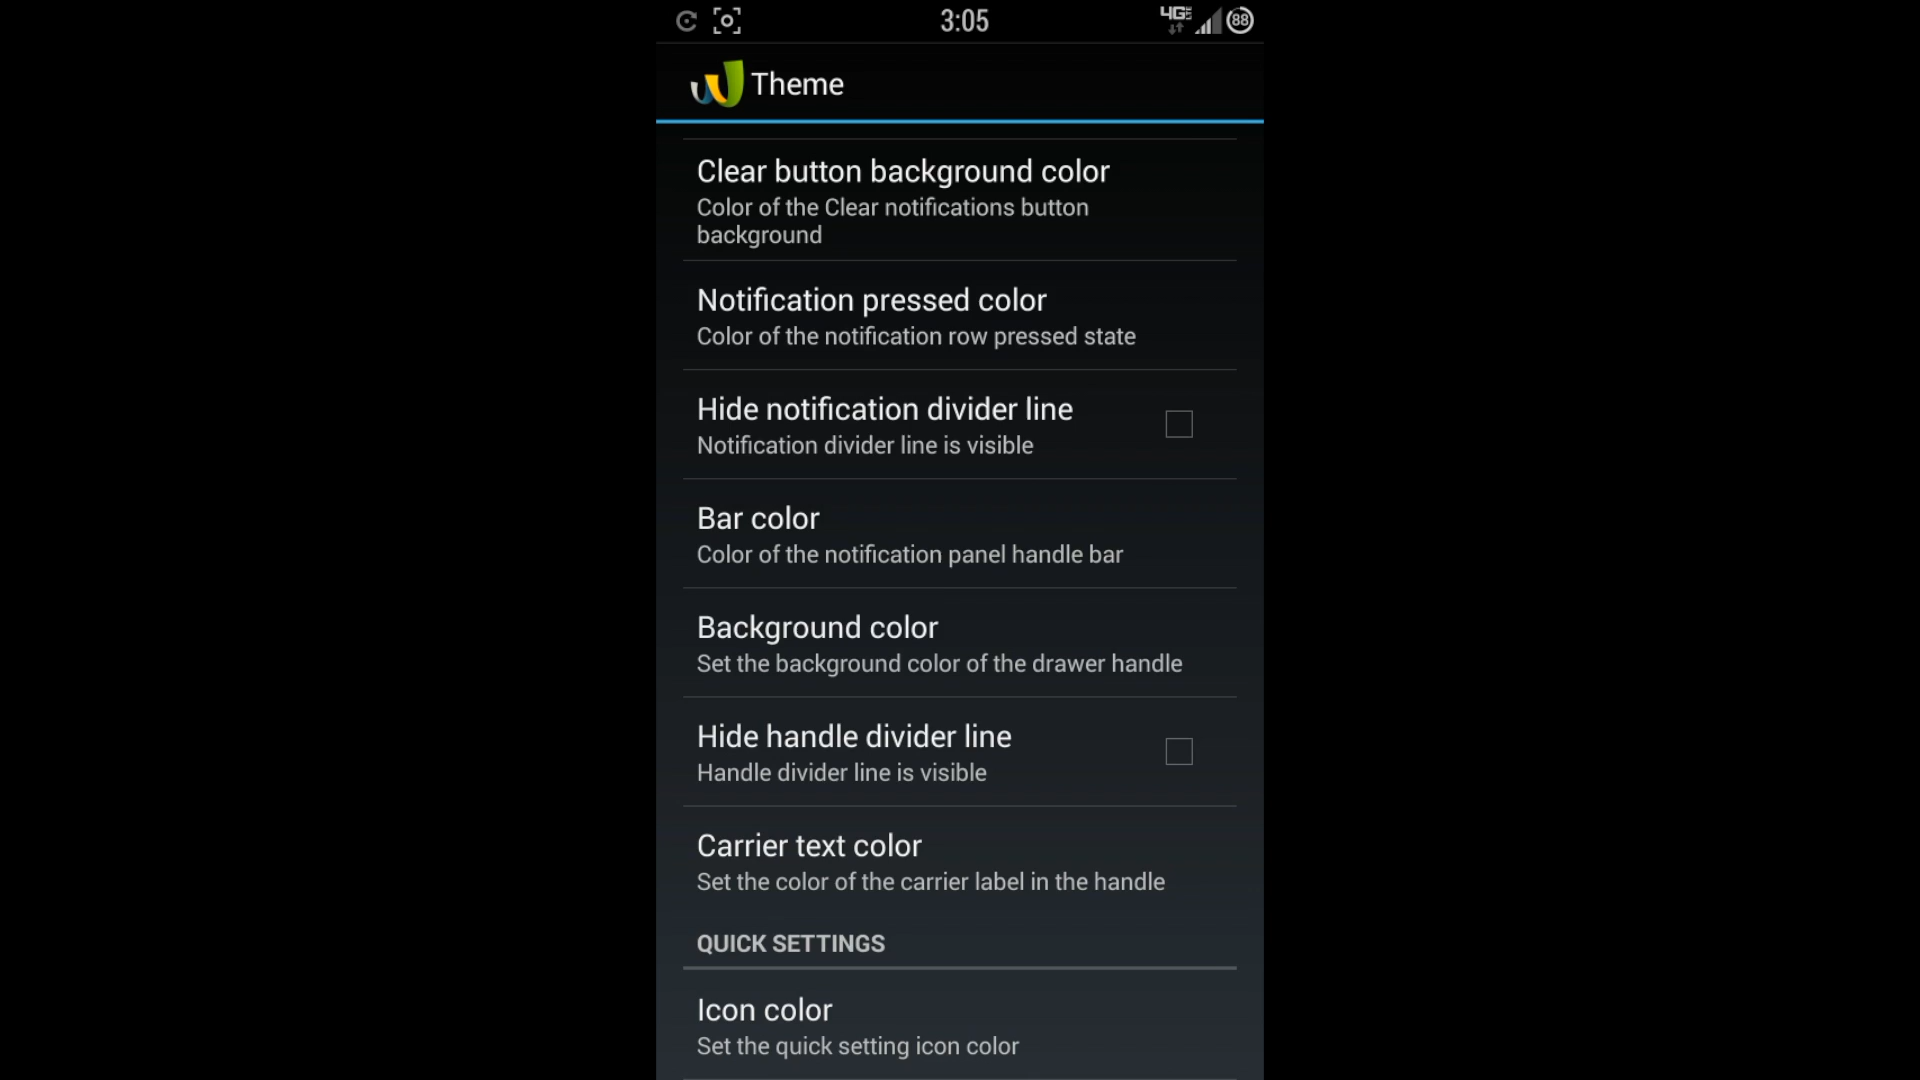 3:05
4G LTE
88
Theme
Clear button background color
Color of the Clear notifications button
background
Notification pressed color
Color of the notification row pressed state
Hide notification divider line
Notification divider line is visible
Bar color
Color of the notification panel handle bar
Background color
Set the background color of the drawer handle
Hide handle divider line
Handle divider line is visible
Carrier text color
Set the color of the carrier label in the handle
QUICK SETTINGS
Icon color
Set the quick setting icon color